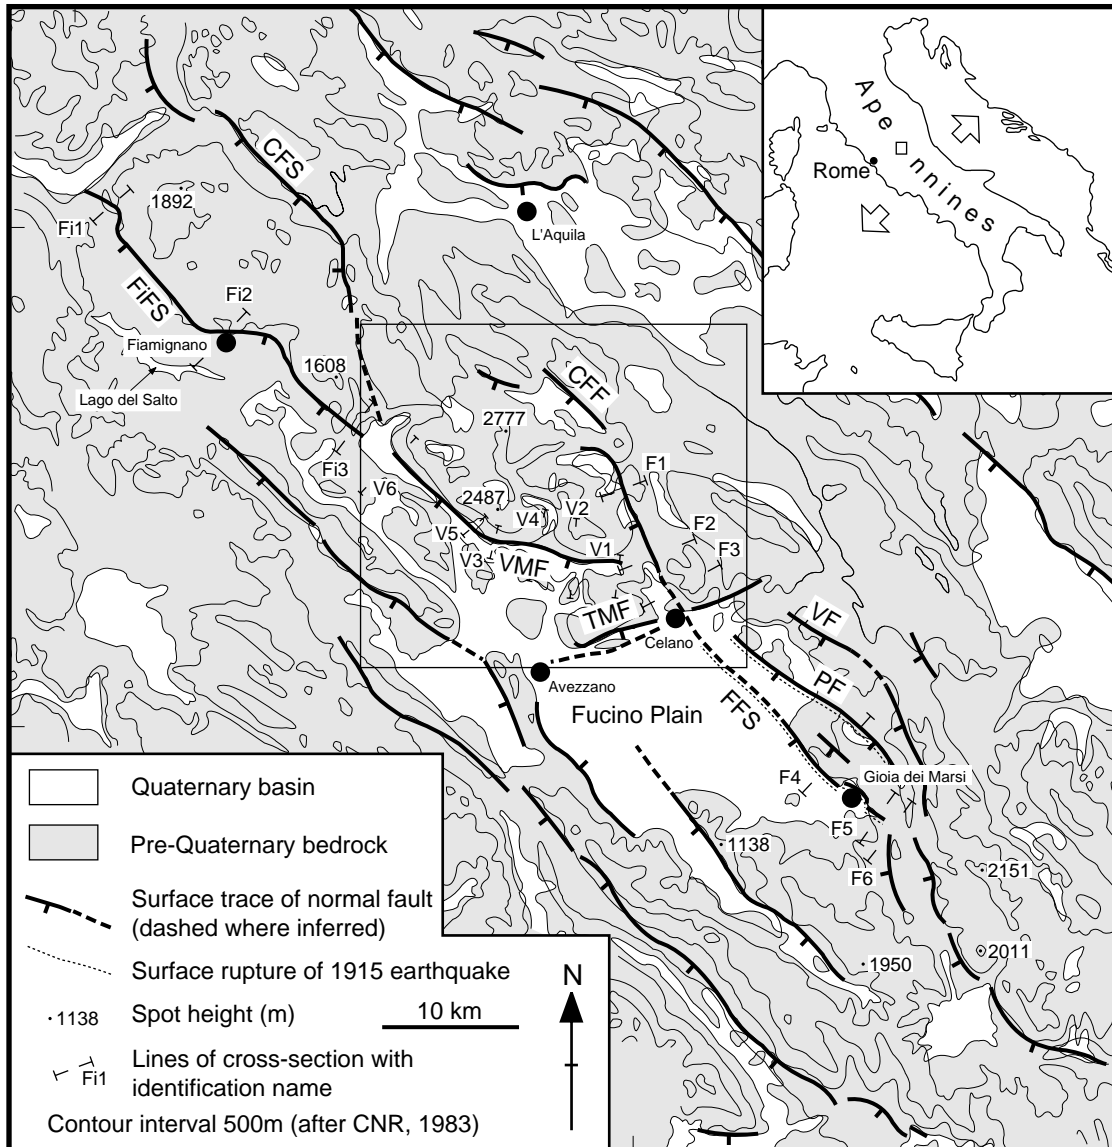 CFS
1892
Fi1
FiFS
Fi2
Fiamignano
Lago del Salto
1608
L'Aquila
Apennines
Rome
CFF
2777
Fi3
V6
2487
V4
V2
F1
V5
V3
VMF
V1
F2
F3
TMF
Celano
VF
PF
Avezzano
Fucino Plain
FFS
F4
Gioia dei Marsi
F5
F6
1138
2151
2011
1950
Quaternary basin
Pre-Quaternary bedrock
Surface trace of normal fault
(dashed where inferred)
Surface rupture of 1915 earthquake
1138
Spot height (m)
10 km
N
Fi1
Lines of cross-section with
identification name
Contour interval 500m (after CNR, 1983)